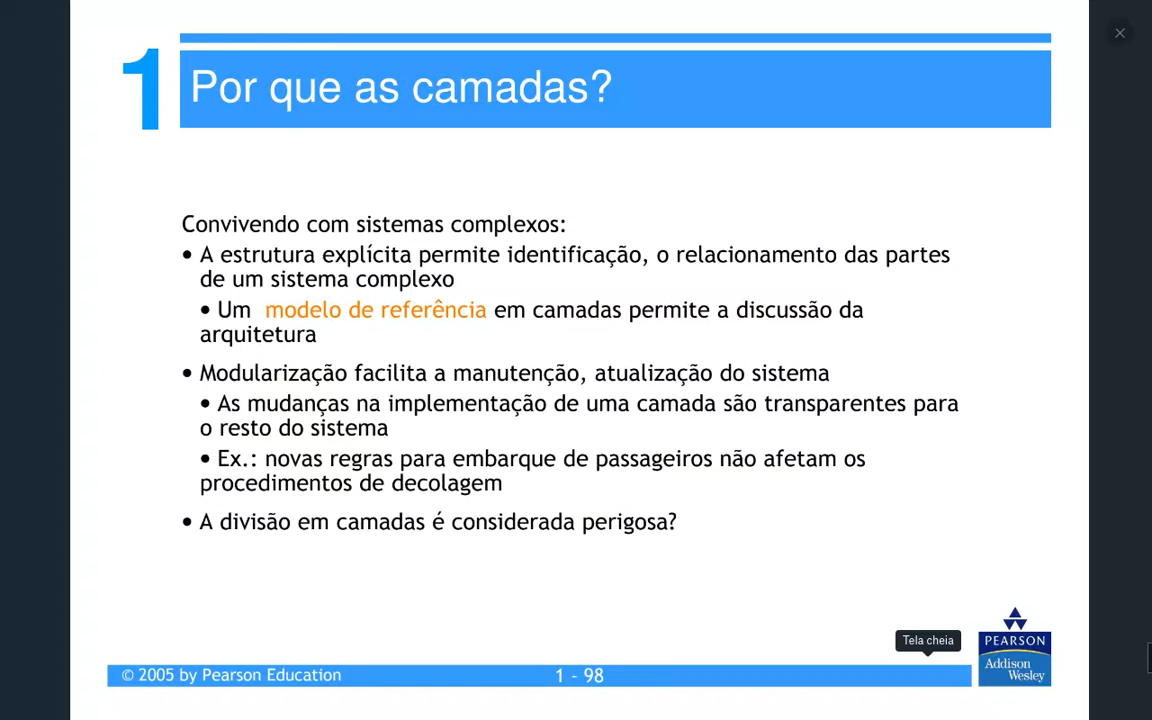 1
Por que as camadas?
Convivendo com sistemas complexos:
• A estrutura explícita permite identificação, o relacionamento das partes
de um sistema complexo
• Um modelo de referência em camadas permite a discussão da
arquitetura
• Modularização facilita a manutenção, atualização do sistema
• As mudanças na implementação de uma camada são transparentes para
o resto do sistema
• Ex.: novas regras para embarque de passageiros não afetam os
procedimentos de decolagem
• A divisão em camadas é considerada perigosa?
Tela cheia
PEARSON
Addison
Wesley
© 2005 by Pearson Education
1 - 98